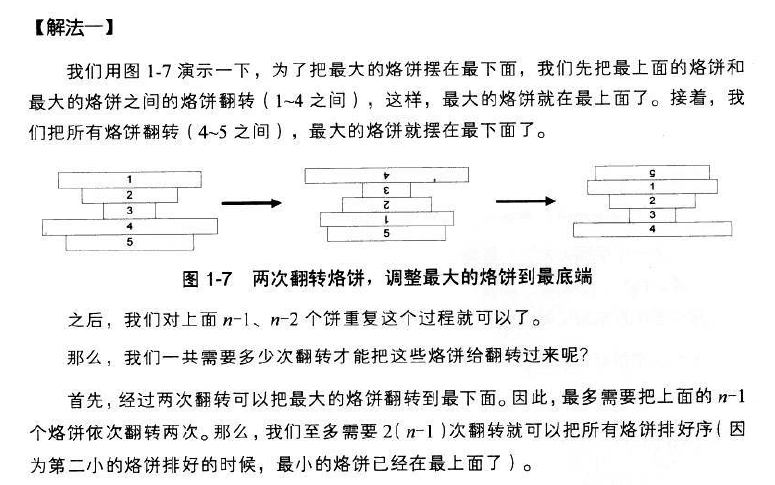 【解法一】
我们用图 1-7 演示一下，为了把最大的烙饼摆在最下面，我们先把最上面的烙饼和
最大的烙饼之间的烙饼翻转（1~4 之间），这样，最大的烙饼就在最上面了。接着，我
们把所有烙饼翻转（4~5 之间），最大的烙饼就摆在最下面了。
1 2 3 4 5
4 3 2 1 5
5 1 2 3 4
图 1-7 两次翻转烙饼，调整最大的烙饼到最底端
之后，我们对上面 n-1、n-2 个饼重复这个过程就可以了。
那么，我们一共需要多少次翻转才能把这些烙饼给翻转过来呢？
首先，经过两次翻转可以把最大的烙饼翻转到最下面。因此，最多需要把上面的 n-1
个烙饼依次翻转两次。那么，我们至多需要 2（n-1）次翻转就可以把所有烙饼排好序（因
为第二小的烙饼排好的时候，最小的烙饼已经在最上面了）。